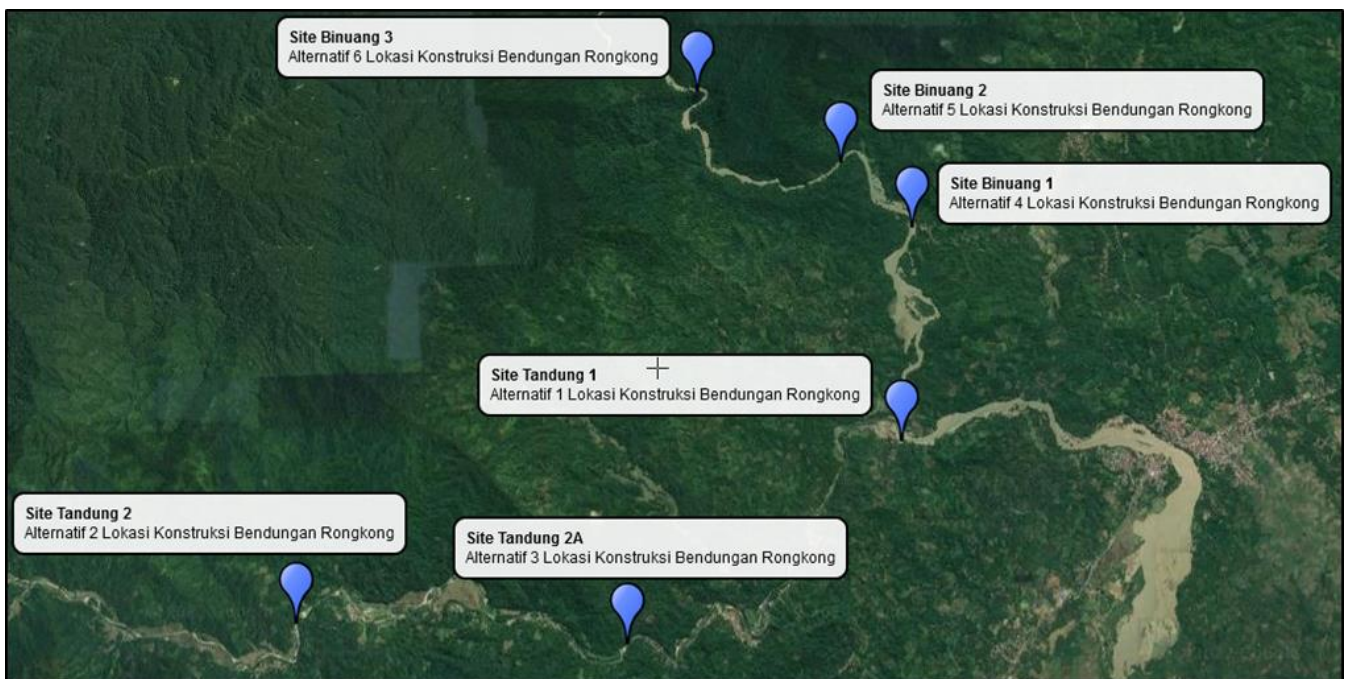 Site Binuang 3
Alternatif 6 Lokasi Konstruksi Bendungan Rongkong
Site Binuang 2
Alternatif 5 Lokasi Konstruksi Bendungan Rongkong
Site Binuang 1
Alternatif 4 Lokasi Konstruksi Bendungan Rongkong
Site Tandung 1
Alternatif 1 Lokasi Konstruksi Bendungan Rongkong
Site Tandung 2
Alternatif 2 Lokasi Konstruksi Bendungan Rongkong
Site Tandung 2A
Alternatif 3 Lokasi Konstruksi Bendungan Rongkong